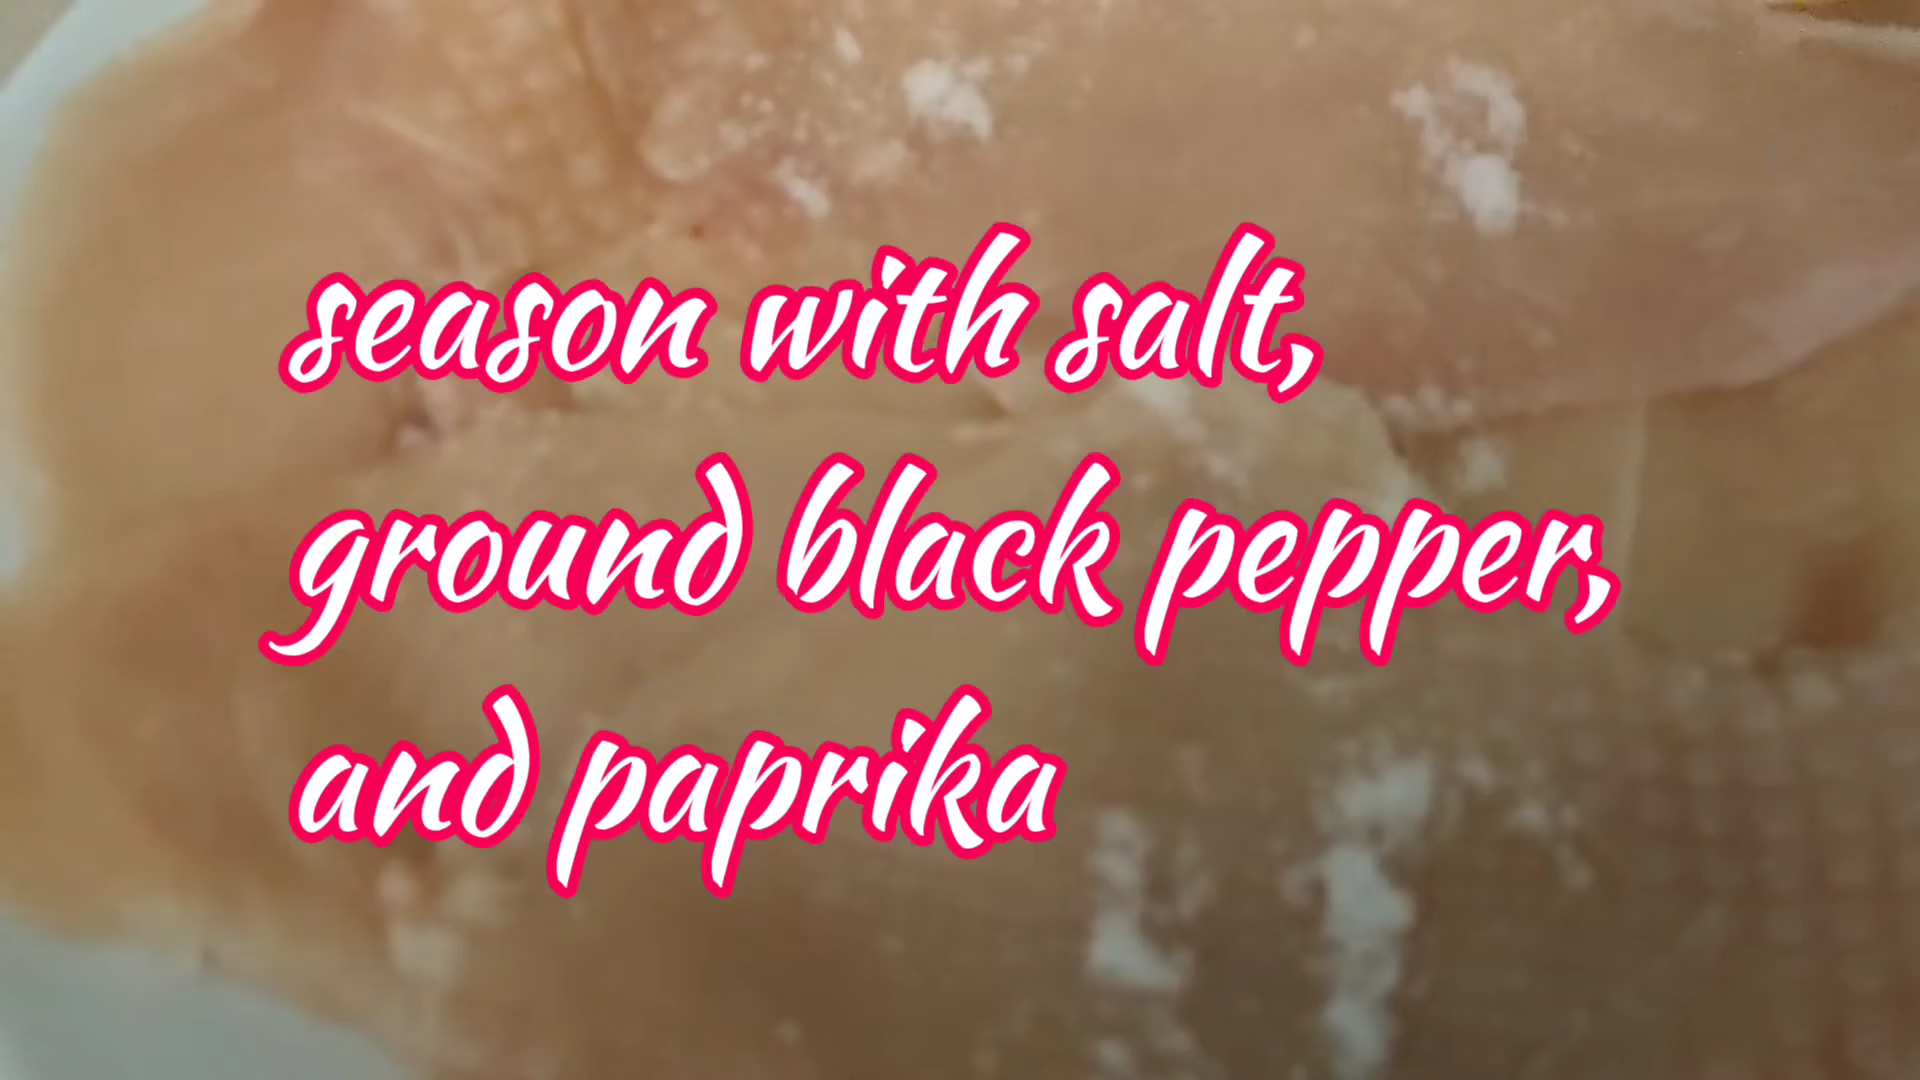 season with salt,
ground black pepper,
and paprika